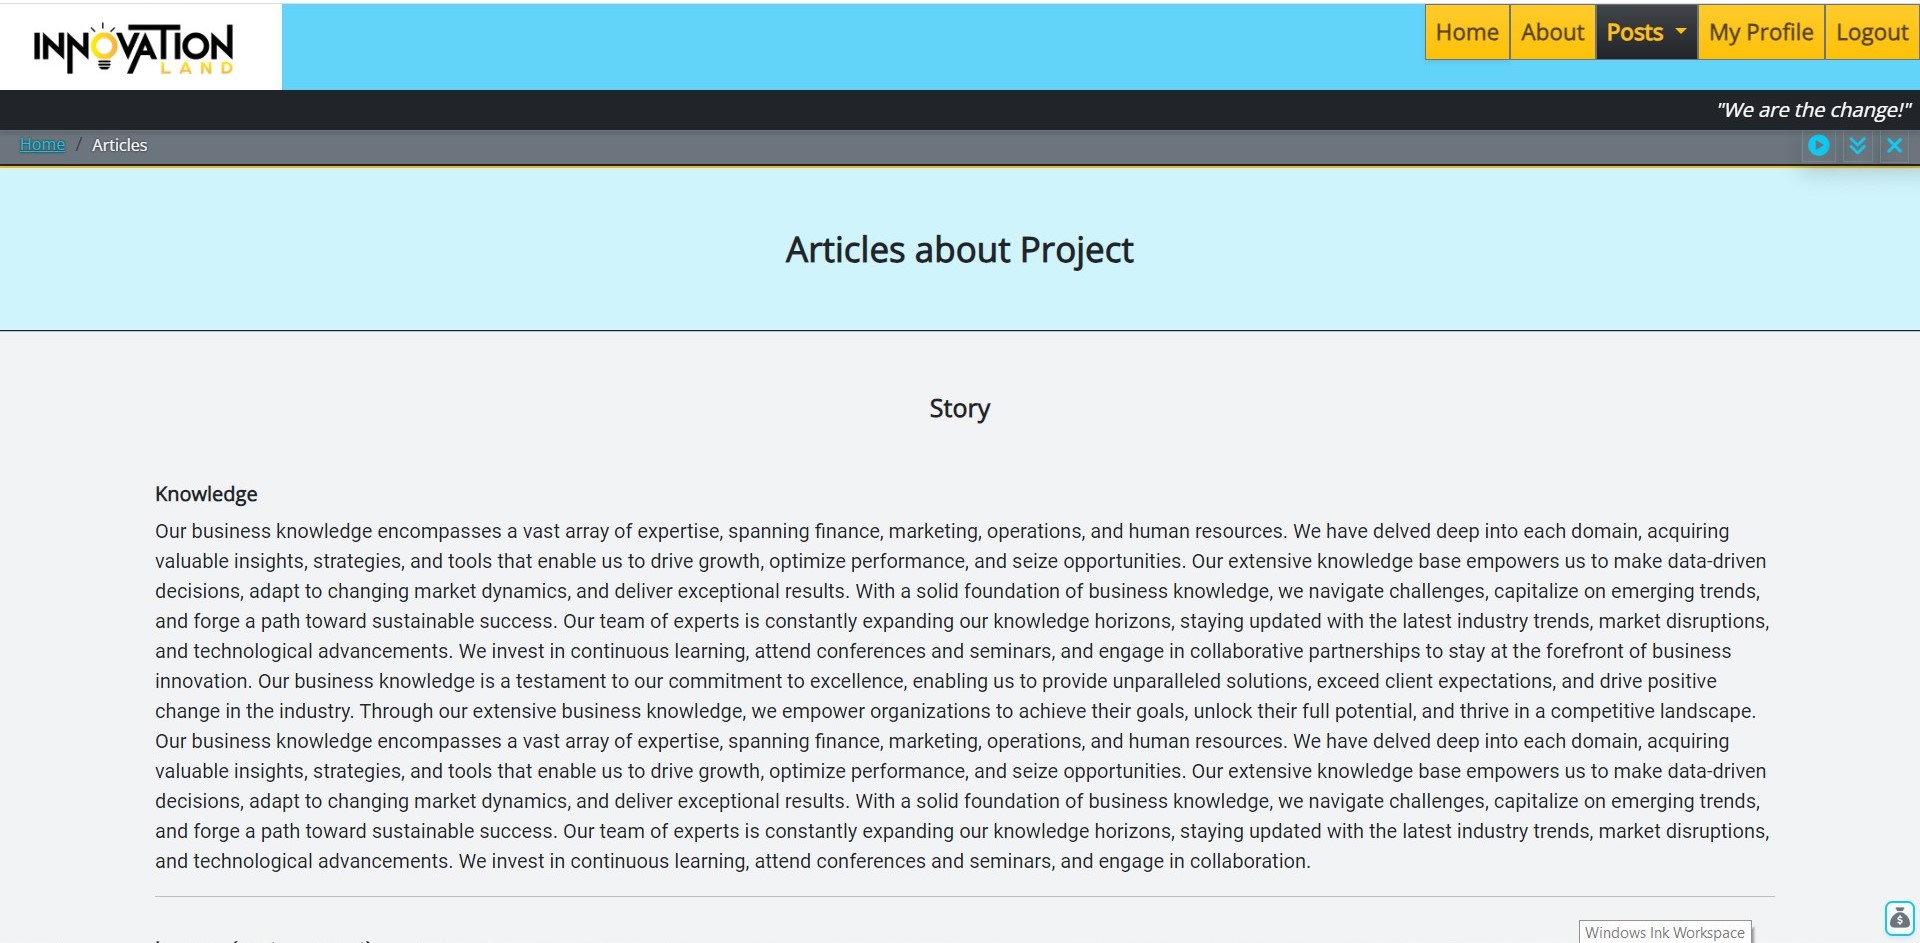 INNOVATION
LAND
Home
About
Posts
My Profile
Logout
"We are the change!"
Home / Articles
Articles about Project
Story
Knowledge
Our business knowledge encompasses a vast array of expertise, spanning finance, marketing, operations, and human resources. We have delved deep into each domain, acquiring
valuable insights, strategies, and tools that enable us to drive growth, optimize performance, and seize opportunities. Our extensive knowledge base empowers us to make data-driven
decisions, adapt to changing market dynamics, and deliver exceptional results. With a solid foundation of business knowledge, we navigate challenges, capitalize on emerging trends,
and forge a path toward sustainable success. Our team of experts is constantly expanding our knowledge horizons, staying updated with the latest industry trends, market disruptions,
and technological advancements. We invest in continuous learning, attend conferences and seminars, and engage in collaborative partnerships to stay at the forefront of business
innovation. Our business knowledge is a testament to our commitment to excellence, enabling us to provide unparalleled solutions, exceed client expectations, and drive positive
change in the industry. Through our extensive business knowledge, we empower organizations to achieve their goals, unlock their full potential, and thrive in a competitive landscape.
Our business knowledge encompasses a vast array of expertise, spanning finance, marketing, operations, and human resources. We have delved deep into each domain, acquiring
valuable insights, strategies, and tools that enable us to drive growth, optimize performance, and seize opportunities. Our extensive knowledge base empowers us to make data-driven
decisions, adapt to changing market dynamics, and deliver exceptional results. With a solid foundation of business knowledge, we navigate challenges, capitalize on emerging trends,
and forge a path toward sustainable success. Our team of experts is constantly expanding our knowledge horizons, staying updated with the latest industry trends, market disruptions,
and technological advancements. We invest in continuous learning, attend conferences and seminars, and engage in collaboration.
Windows Ink Workspace